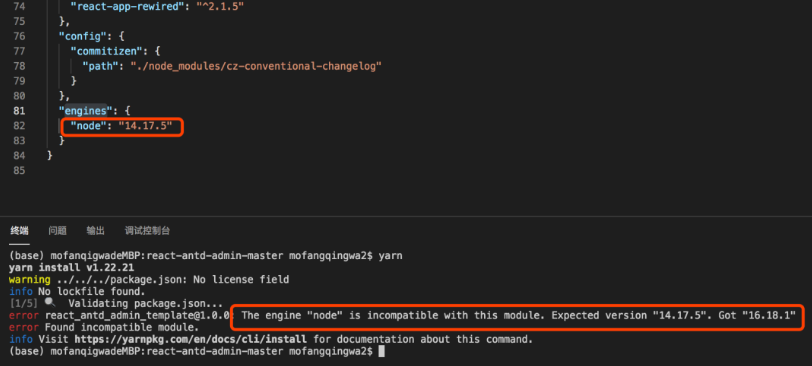 74 "react-app-rewired": "^2.1.5"
75 },
76 "config": {
77 "commitizen": {
78 "path": "./node_modules/cz-conventional-changelog"
79 }
80 },
81 "engines": {
82 "node": "14.17.5"
83 }
84 }
85
终端 问题 输出 调试控制台
(base) mofanqigwadeMBP:react-antd-admin-master mofangqingwa2$ yarn
yarn install v1.22.21
warning ../../../package.json: No license field
info No lockfile found.
[1/5] 🔍 Validating package.json...
error react_antd_admin_template@1.0.0: The engine "node" is incompatible with this module. Expected version "14.17.5". Got "16.18.1"
error Found incompatible module.
info Visit https://yarnpkg.com/en/docs/cli/install for documentation about this command.
(base) mofanqigwadeMBP:react-antd-admin-master mofangqingwa2$